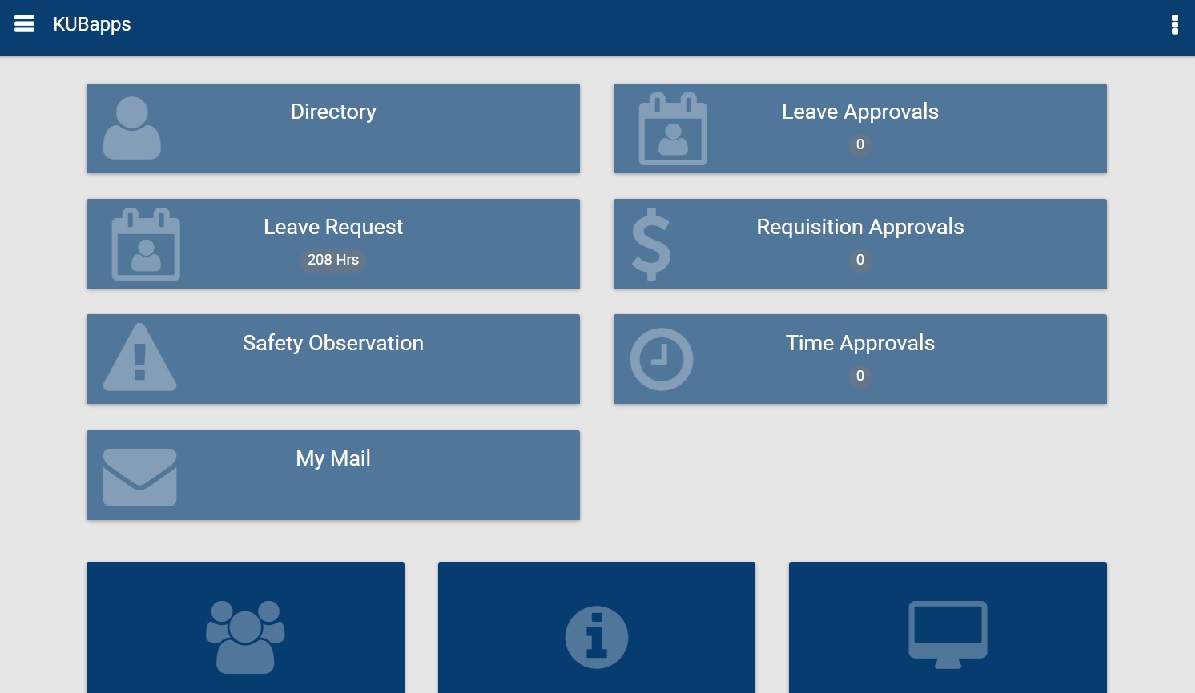 KUBapps
Directory
Leave Approvals
0
Leave Request
208 Hrs
Requisition Approvals
0
Safety Observation
Time Approvals
0
My Mail